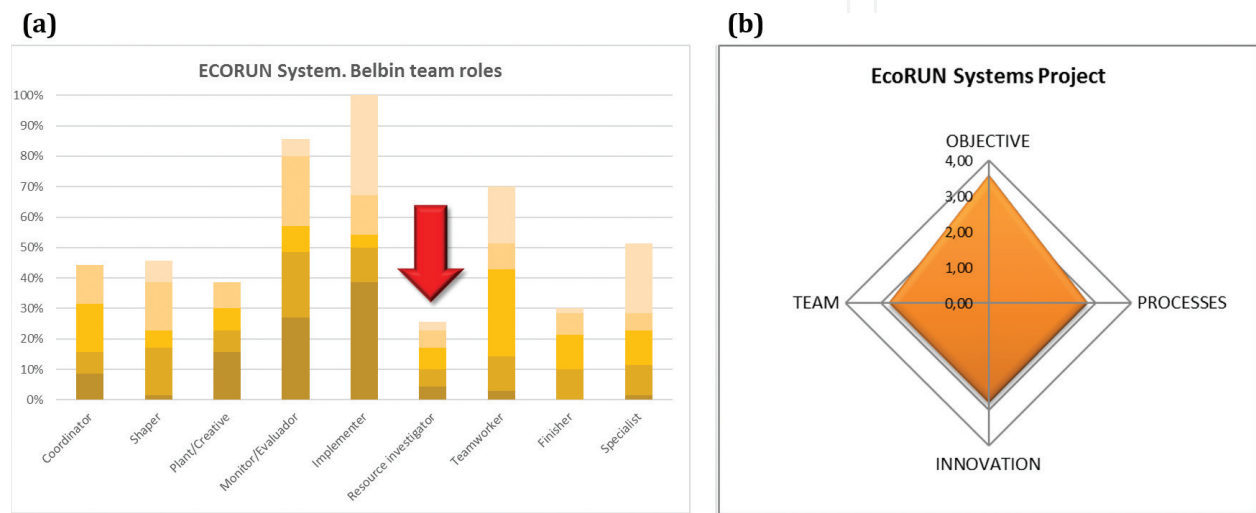 (a)
ECORUN System. Belbin team roles
100%
90%
80%
70%
60%
50%
40%
30%
20%
10%
0%
Coordinator
Shaper
Plant/Creative
Monitor/Evaluador
Implementer
Resource investigator
Teamworker
Finisher
Specialist
(b)
EcoRUN Systems Project
OBJECTIVE
4,00
3,00
2,00
1,00
0,00
TEAM
PROCESSES
INNOVATION